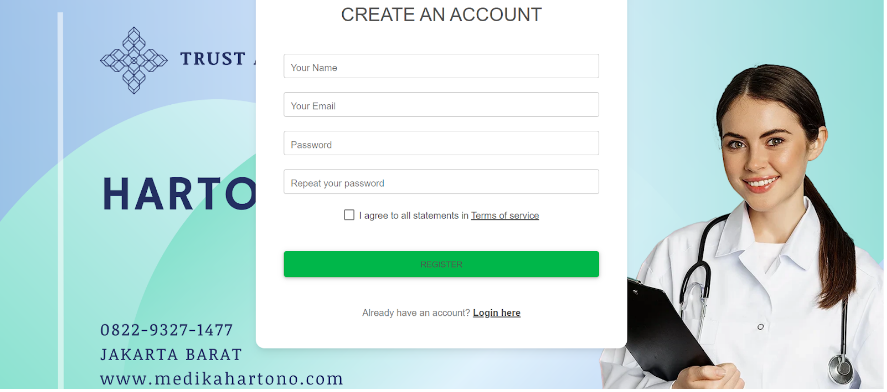 CREATE AN ACCOUNT
TRUST
Your Name
Your Email
Password
Repeat your password
HARTONO
I agree to all statements in Terms of service
REGISTER
Already have an account? Login here
0822-9327-1477
JAKARTA BARAT
www.medikahartono.com